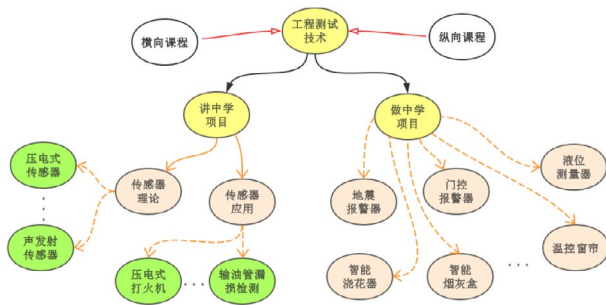 工程测试
技术
横向课程
纵向课程
讲中学
项目
做中学
项目
压电式
传感器
传感器
理论
传感器
应用
地震
报警器
门控
报警器
液位
测量器
声发射
传感器
压电式
打火机
输油管漏
损检测
智能
浇花器
智能
烟灰盒
温控窗帘